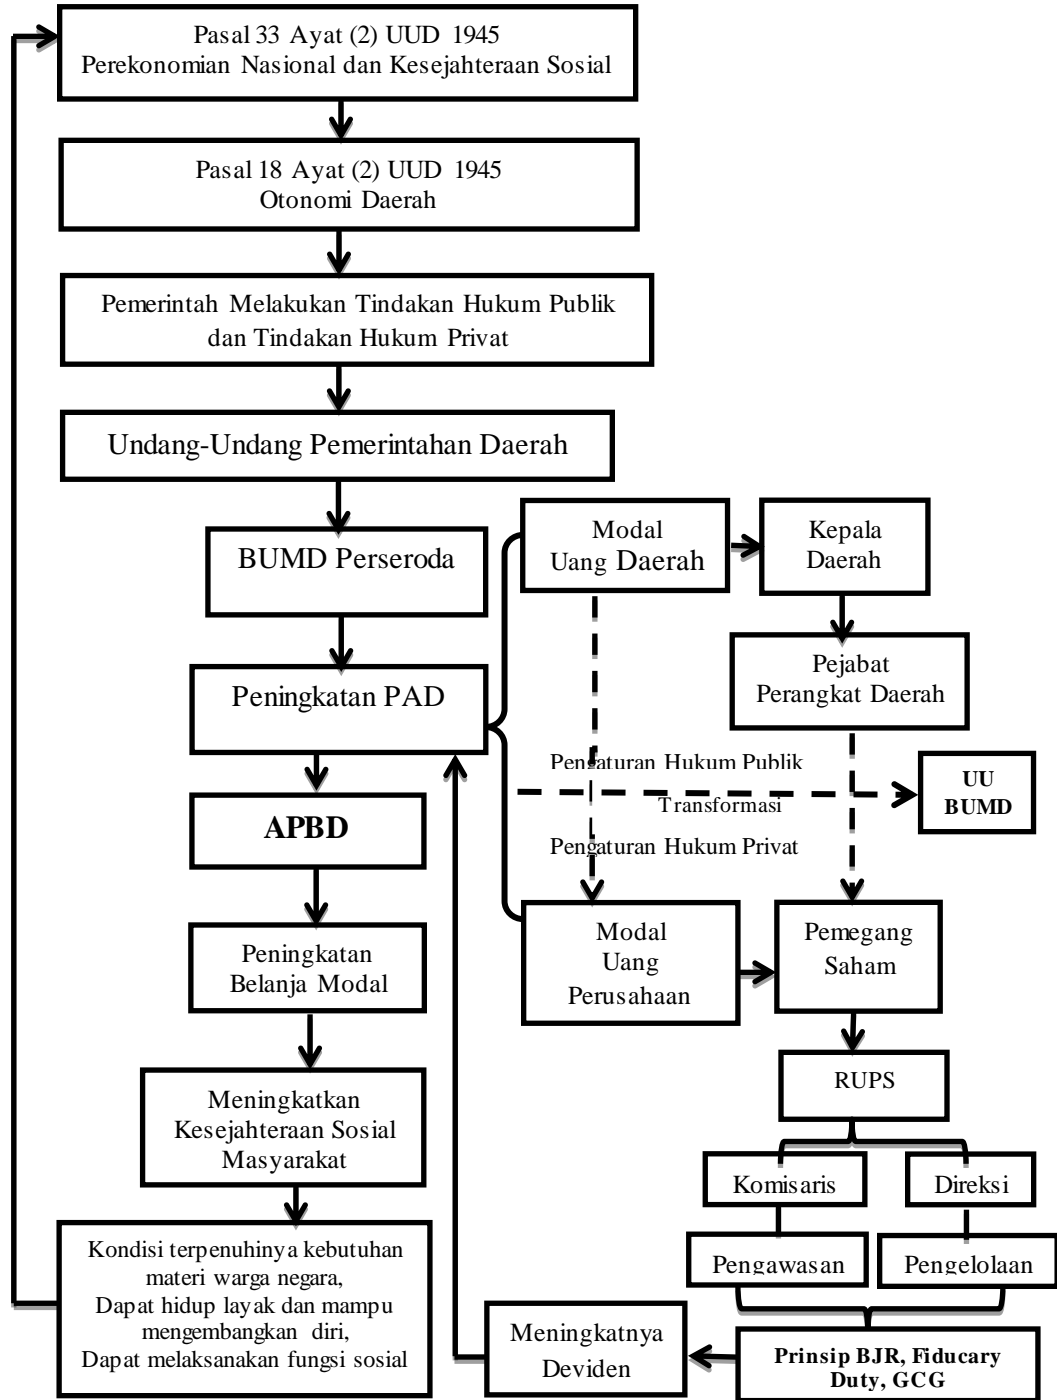 Pasal 33 Ayat (2) UUD 1945
Perekonomian Nasional dan Kesejahteraan Sosial
Pasal 18 Ayat (2) UUD 1945
Otonomi Daerah
Pemerintah Melakukan Tindakan Hukum Publik
dan Tindakan Hukum Privat
Undang-Undang Pemerintahan Daerah
BUMD Perseroda
Modal
Uang Daerah
Kepala
Daerah
Peningkatan PAD
Pejabat
Perangkat Daerah
Pengaturan Hukum Publik
Transformasi
Pengaturan Hukum Privat
UU
BUMD
APBD
Peningkatan
Belanja Modal
Modal
Uang
Perusahaan
Pemegang
Saham
RUPS
Meningkatkan
Kesejahteraan Sosial
Masyarakat
Komisaris
Direksi
Pengawasan
Pengelolaan
Kondisi terpenuhinya kebutuhan
materi warga negara,
Dapat hidup layak dan mampu
mengembangkan diri,
Dapat melaksanakan fungsi sosial
Meningkatnya
Deviden
Prinsip BJR, Fiducary
Duty, GCG